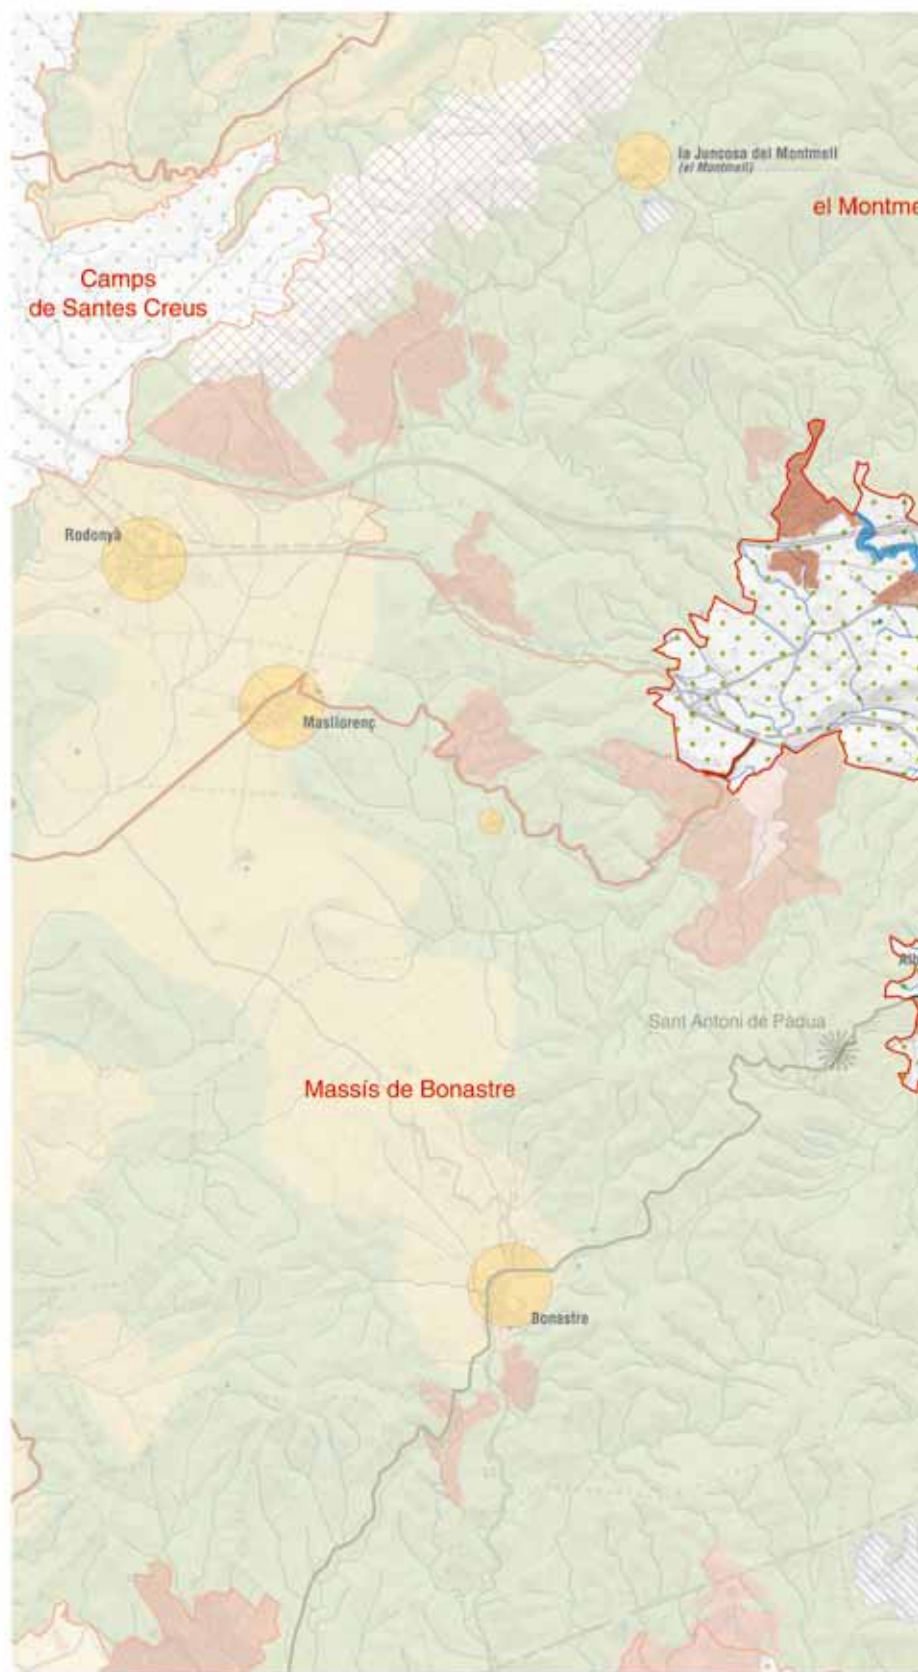 la Juncosa del Montmell
(el Montmell)
el Montme
Camps
de Santes Creus
Rodonyà
Masllorenç
Alb
Sant Antoni de Pàdua
Massís de Bonastre
Bonastre